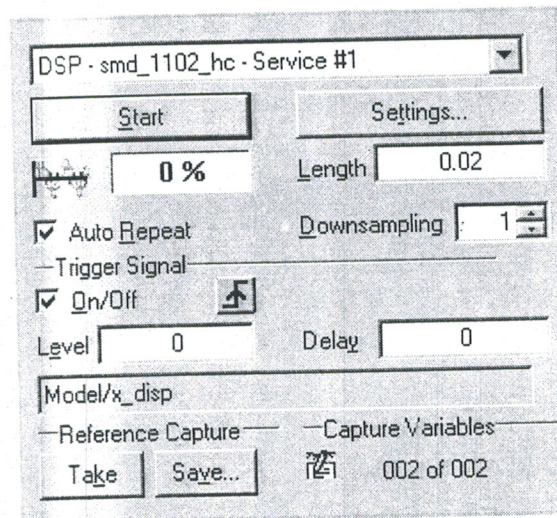 DSP - smd_1102_hc - Service #1
Start Settings...
0 % Length 0.02
Auto Repeat Downsampling 1
Trigger Signal
On/Off
Level 0 Delay 0
Model/x_disp
Reference Capture Capture Variables
Take Save... 002 of 002